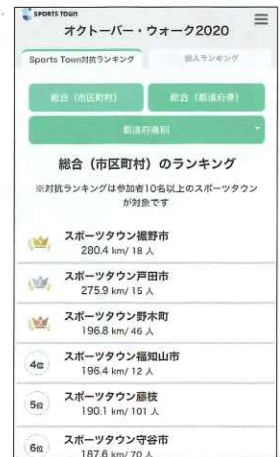 SPORTS TOWN
オクトーバー・ウォーク2020
Sports Town対抗ランキング
個人ランキング
総合（市区町村）
総合（都道府県）
都道府県別
総合（市区町村）のランキング
※対抗ランキングは参加者10名以上のスポーツタウン
が対象です
スポーツタウン裾野市
280.4 km/ 18 人
スポーツタウン戸田市
275.9 km/ 15 人
スポーツタウン野木町
196.8 km/ 46 人
4位
スポーツタウン福知山市
196.4 km/ 12 人
5位
スポーツタウン藤枝
190.1 km/ 101 人
6位
スポーツタウン守谷市
187.6 km/ 70 人